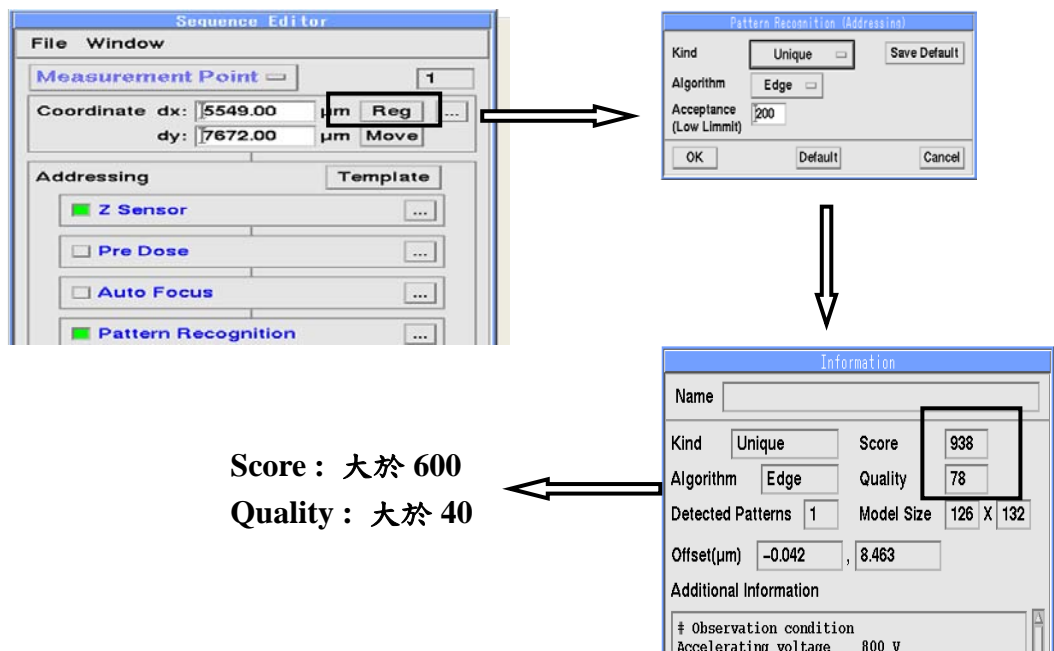 Sequence Editor
File Window
Measurement Point 1
Coordinate dx: 5549.00 µm Reg ...
dy: 7672.00 µm Move
Addressing Template
Z Sensor ...
Pre Dose ...
Auto Focus ...
Pattern Recognition ...
Pattern Recognition (Addressing)
Kind Unique Save Default
Algorithm Edge
Acceptance
(Low Limmit) 200
OK Default Cancel
Information
Name
Kind Unique Score 938
Algorithm Edge Quality 78
Detected Patterns 1 Model Size 126 X 132
Offset(µm) -0.042 , 8.463
Additional Information
# Observation condition
Accelerating voltage 800 V
Score : 大於 600
Quality : 大於 40